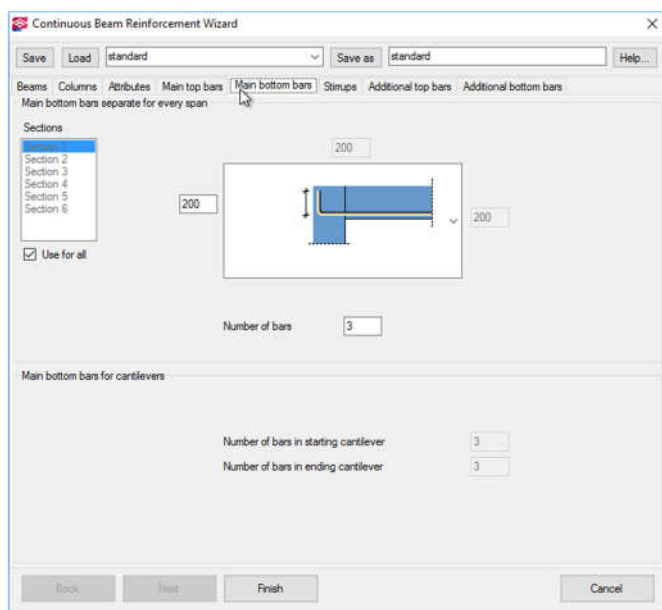 Continuous Beam Reinforcement Wizard
Save Load standard Save as standard Help...
Beams Columns Attributes Main top bars Main bottom bars Stirrups Additional top bars Additional bottom bars
Main bottom bars separate for every span
Sections
Section 1
Section 2
Section 3
Section 4
Section 5
Section 6
Use for all
200
200
200
Number of bars 3
Main bottom bars for cantilevers
Number of bars in starting cantilever 3
Number of bars in ending cantilever 3
Back Next Finish Cancel